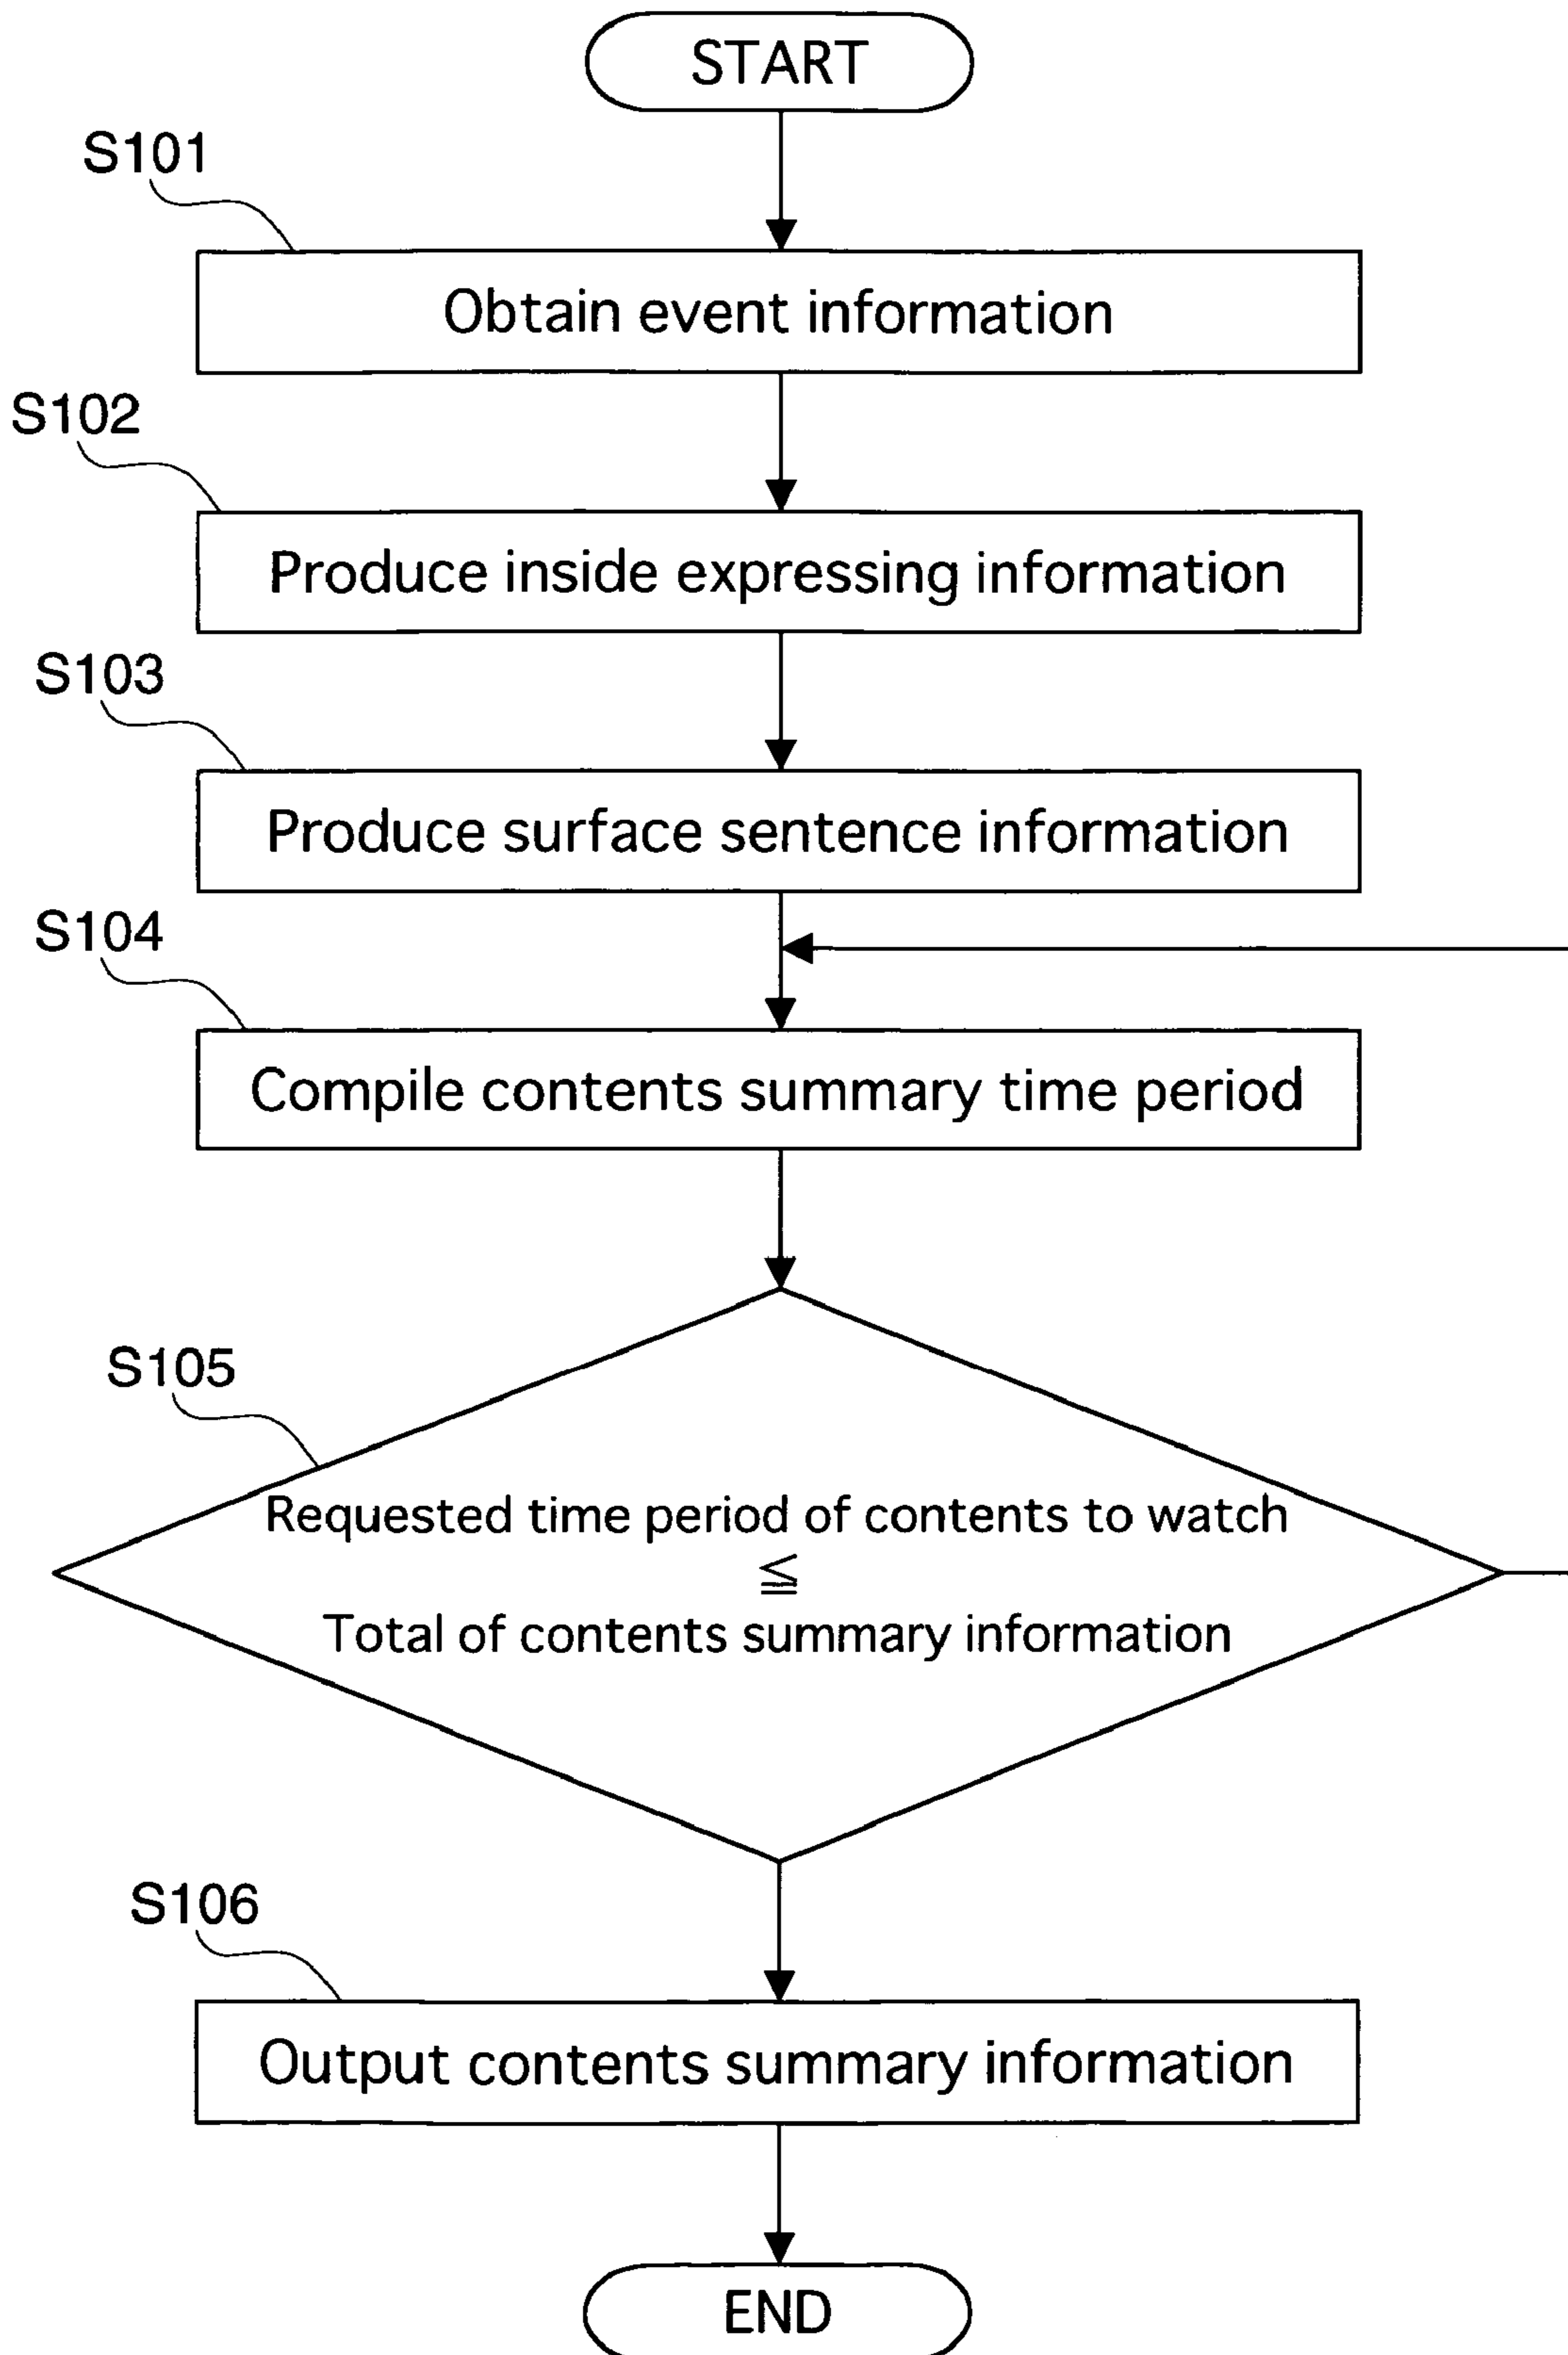 START
S101
Obtain event information
S102
Produce inside expressing information
S103
Produce surface sentence information
S104
Compile contents summary time period
S105
Requested time period of contents to watch
≦
Total of contents summary information
S106
Output contents summary information
END